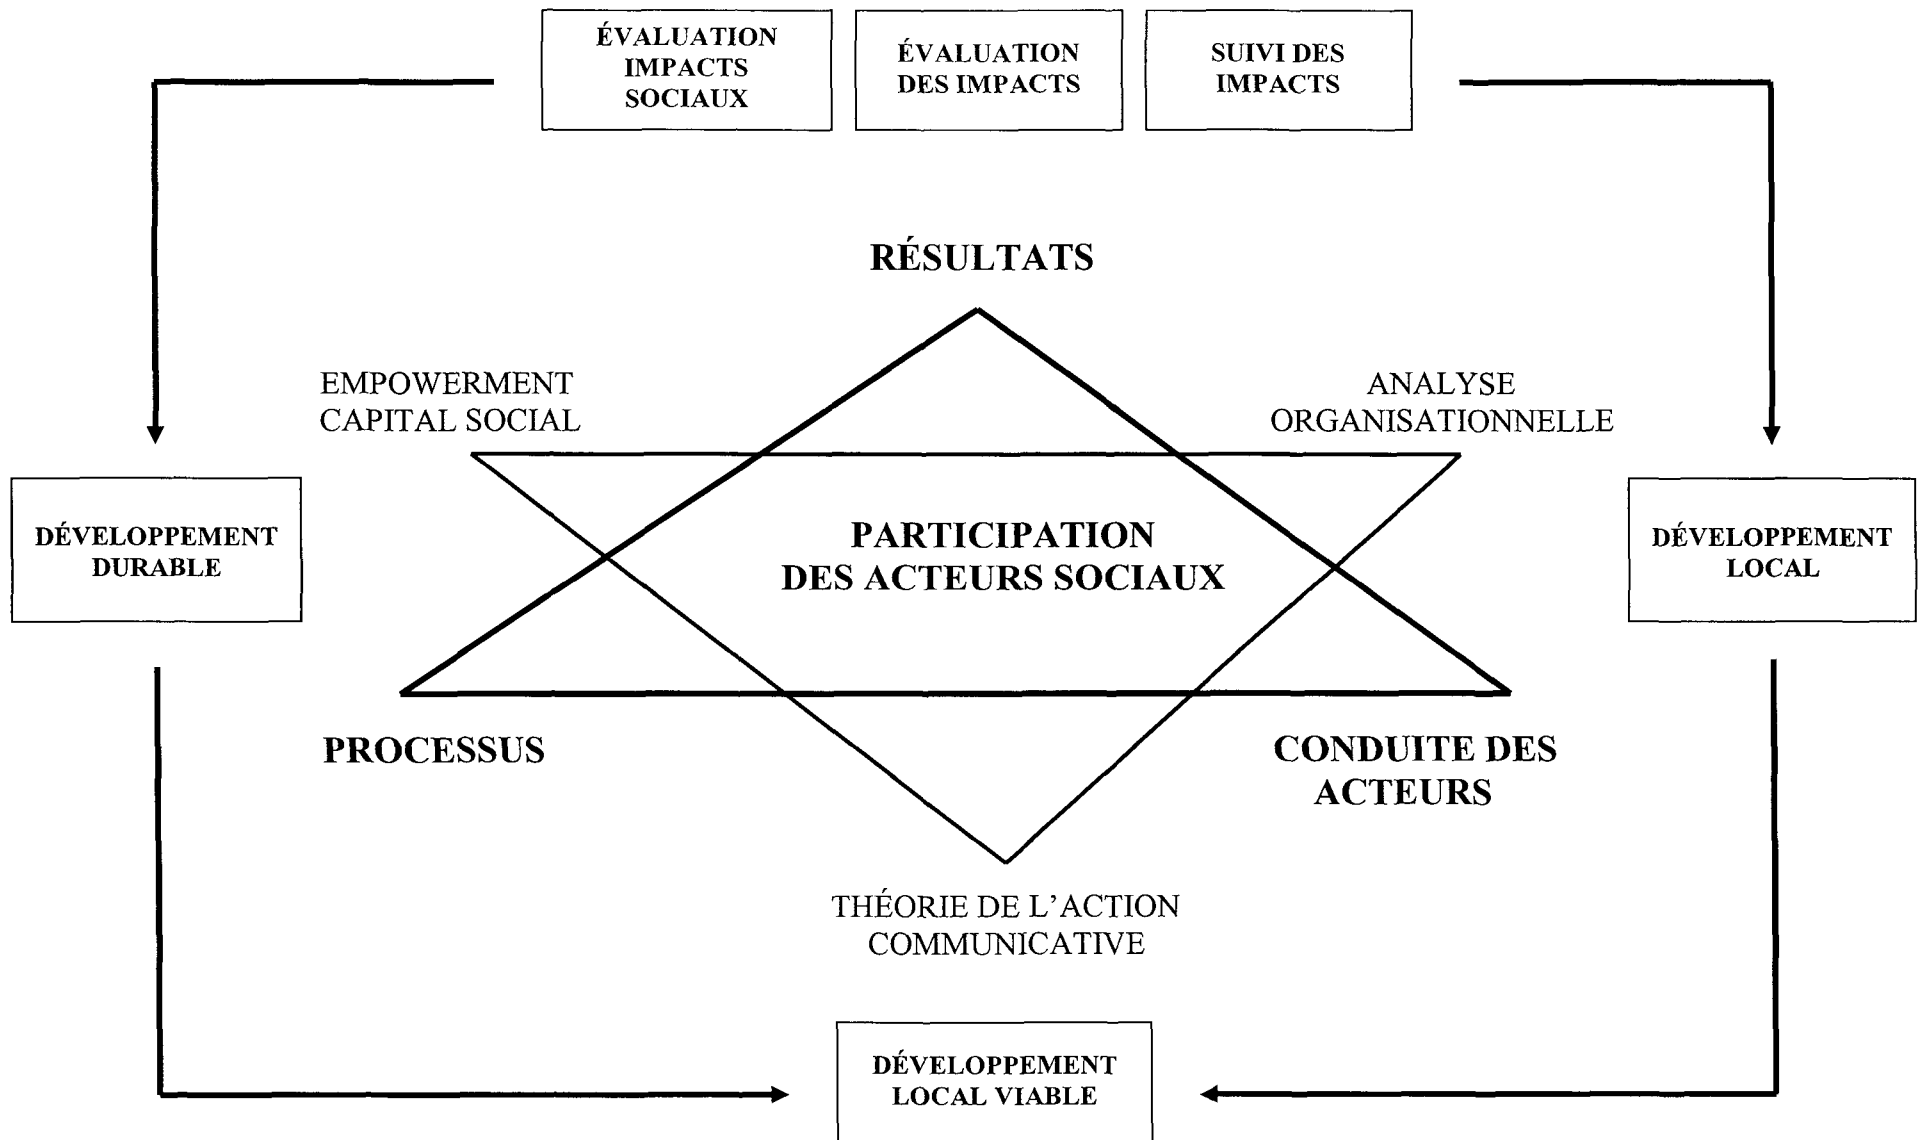 ÉVALUATION
IMPACTS
SOCIAUX
ÉVALUATION
DES IMPACTS
SUIVI DES
IMPACTS
RÉSULTATS
EMPOWERMENT
CAPITAL SOCIAL
ANALYSE
ORGANISATIONNELLE
DÉVELOPPEMENT
DURABLE
PARTICIPATION
DES ACTEURS SOCIAUX
DÉVELOPPEMENT
LOCAL
PROCESSUS
CONDUITE DES
ACTEURS
THÉORIE DE L'ACTION
COMMUNICATIVE
DÉVELOPPEMENT
LOCAL VIABLE